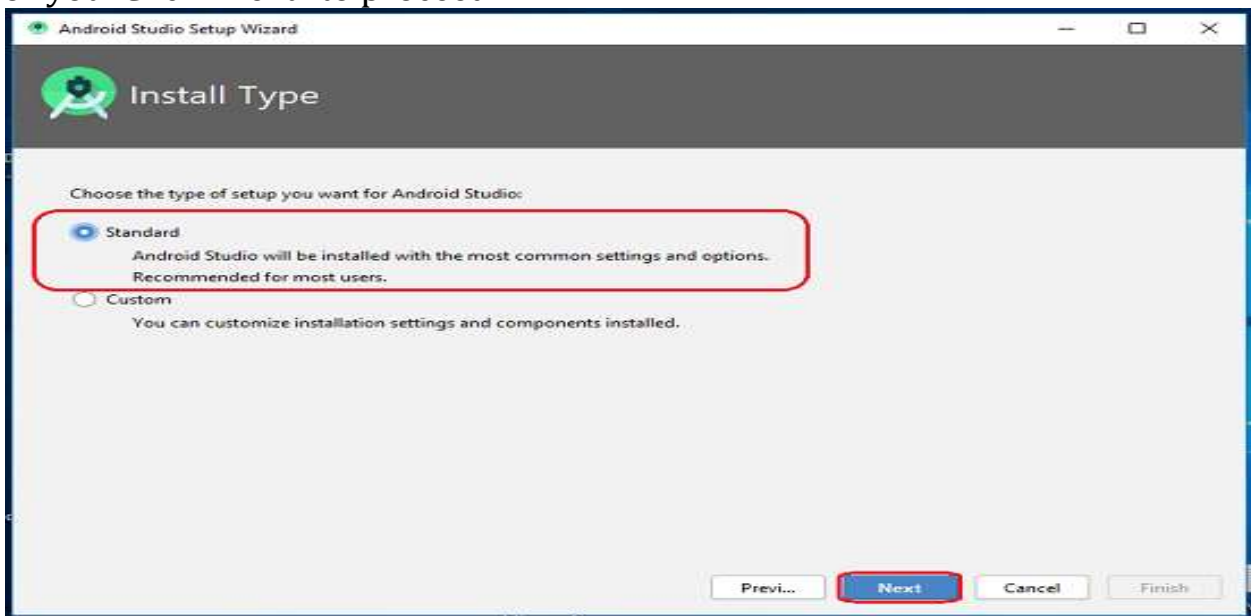 Android Studio Setup Wizard
Install Type
Choose the type of setup you want for Android Studio:
Standard
Android Studio will be installed with the most common settings and options.
Recommended for most users.
Custom
You can customize installation settings and components installed.
Previ... Next Cancel Finish